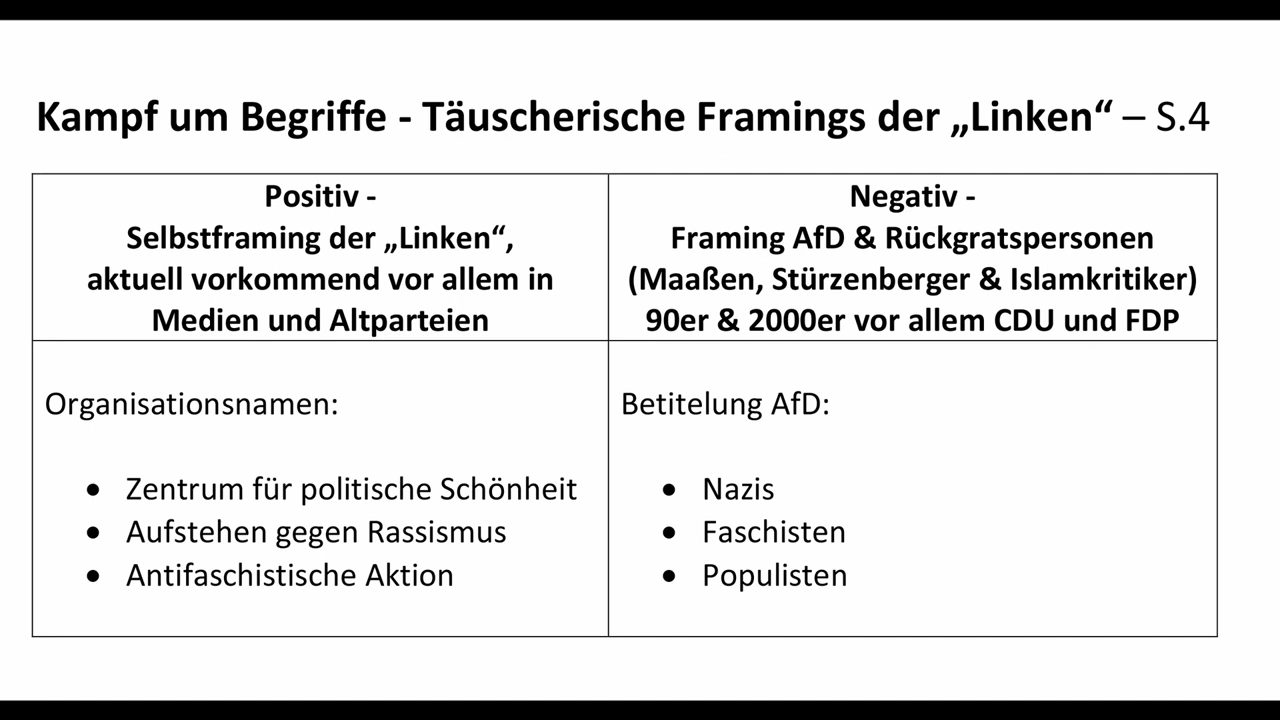 Kampf um Begriffe - Täuscherische Framings der „Linken“ – S.4
Positiv -
Selbstframing der „Linken“,
aktuell vorkommend vor allem in
Medien und Altparteien
Negativ -
Framing AfD & Rückgratspersonen
(Maaßen, Stürzenberger & Islamkritiker)
90er & 2000er vor allem CDU und FDP
Organisationsnamen:
• Zentrum für politische Schönheit
• Aufstehen gegen Rassismus
• Antifaschistische Aktion
Betitelung AfD:
• Nazis
• Faschisten
• Populisten